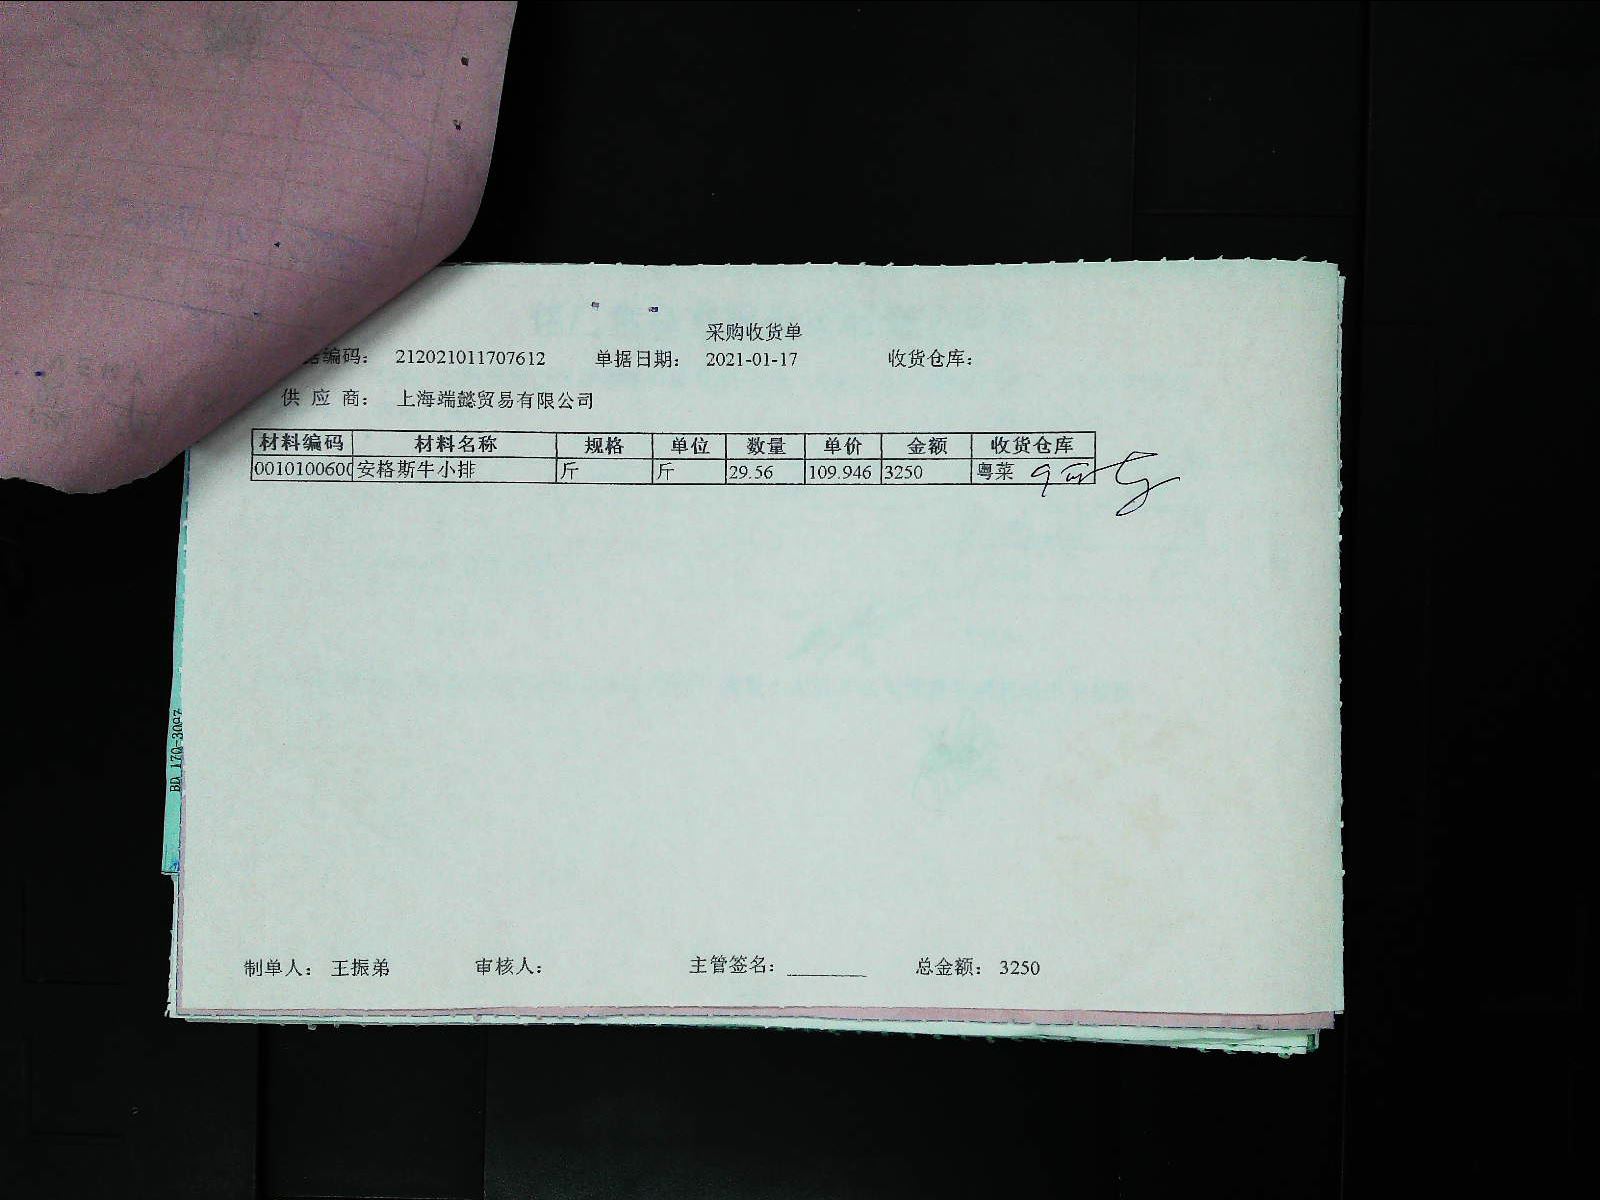 采购收货单
编码： 212021011707612 单据日期： 2021-01-17 收货仓库：
供 应 商： 上海端懿贸易有限公司
材料编码 材料名称 规格 单位 数量 单价 金额 收货仓库
0010100600 安格斯牛小排 斤 斤 29.56 109.946 3250 粤菜
制单人： 王振弟 审核人： 主管签名： ________ 总金额： 3250
BD 170-3097